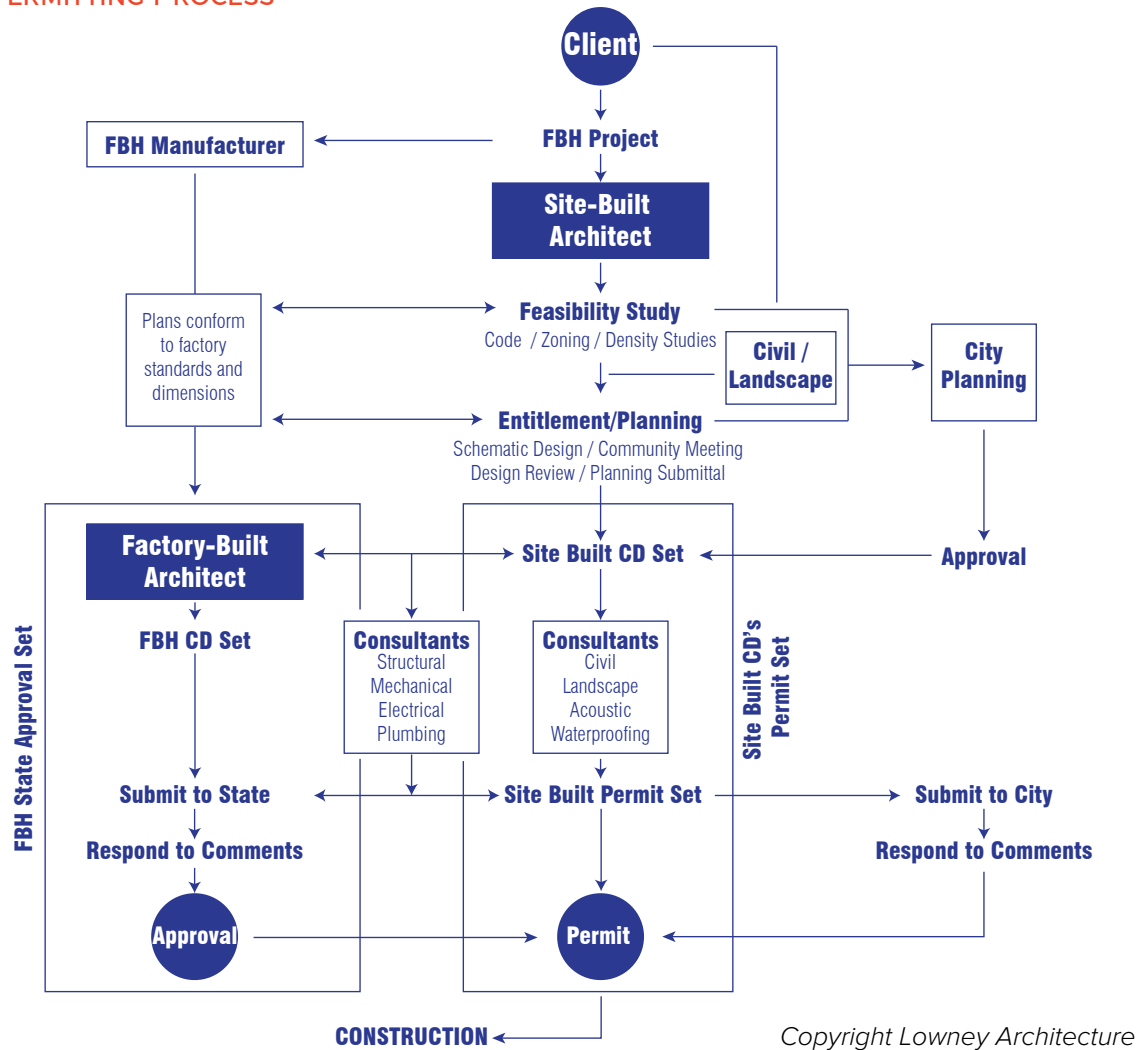 ERMITTING PROCESS
Client
FBH Manufacturer
FBH Project
Site-Built
Architect
Plans conform
to factory
standards and
dimensions
Feasibility Study
Code / Zoning / Density Studies
Civil /
Landscape
City
Planning
Entitlement/Planning
Schematic Design / Community Meeting
Design Review / Planning Submittal
FBH State Approval Set
Factory-Built
Architect
Site Built CD Set
Approval
FBH CD Set
Consultants
Structural
Mechanical
Electrical
Plumbing
Consultants
Civil
Landscape
Acoustic
Waterproofing
Site Built CD's
Permit Set
Submit to State
Site Built Permit Set
Submit to City
Respond to Comments
Respond to Comments
Approval
Permit
CONSTRUCTION
Copyright Lowney Architecture